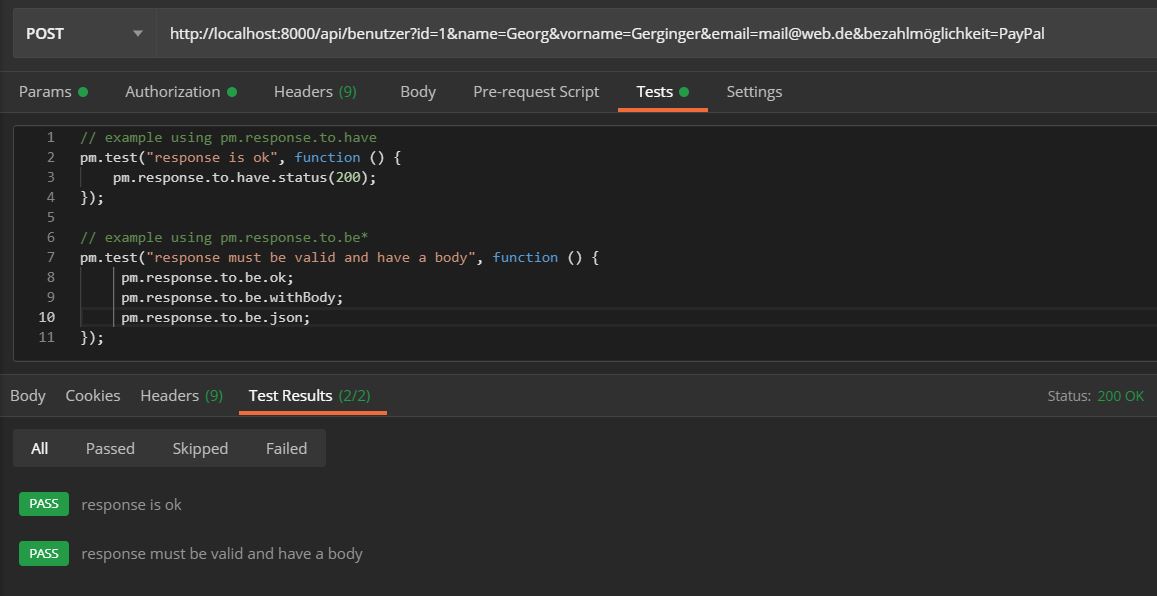 POST http://localhost:8000/api/benutzer?id=1&name=Georg&vorname=Gerginger&email=mail@web.de&bezahlmöglichkeit=PayPal
Params Authorization Headers (9) Body Pre-request Script Tests Settings
1 // example using pm.response.to.have
2 pm.test("response is ok", function () {
3 pm.response.to.have.status(200);
4 });
5
6 // example using pm.response.to.be*
7 pm.test("response must be valid and have a body", function () {
8 pm.response.to.be.ok;
9 pm.response.to.be.withBody;
10 pm.response.to.be.json;
11 });
Body Cookies Headers (9) Test Results (2/2) Status: 200 OK
All Passed Skipped Failed
PASS response is ok
PASS response must be valid and have a body